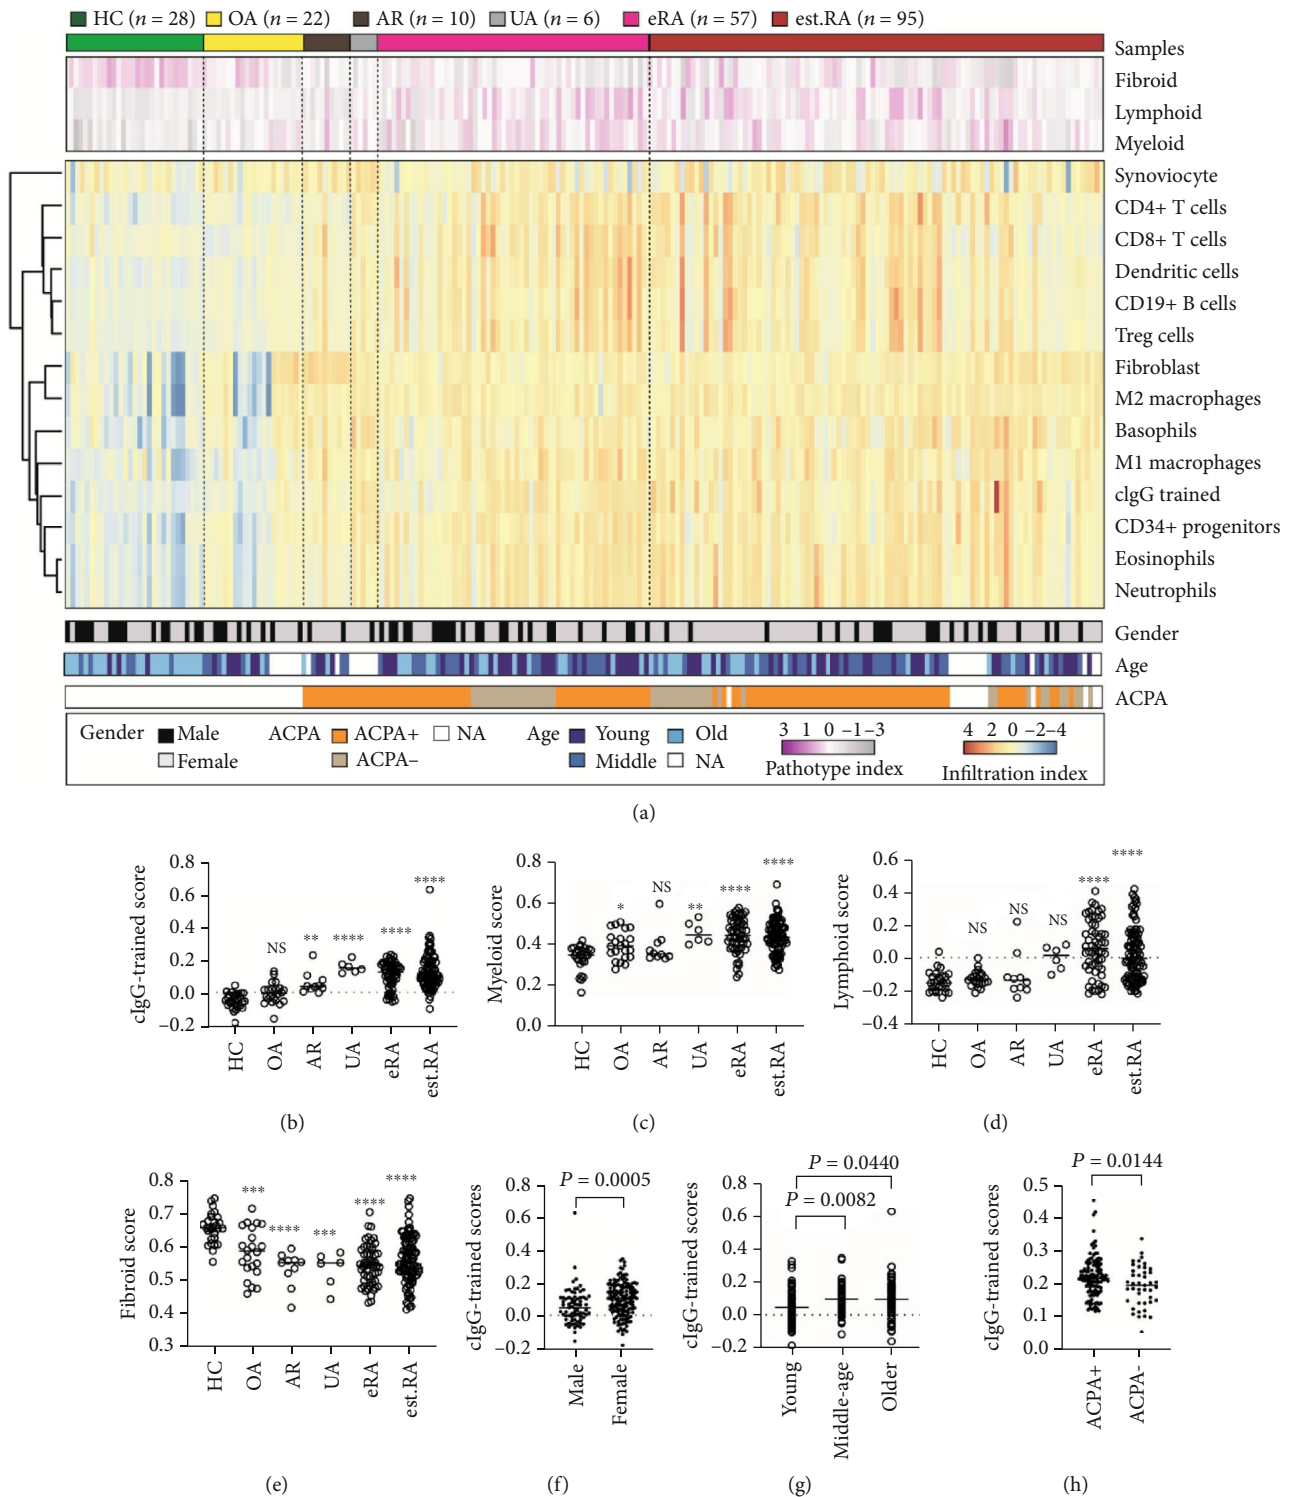 HC (n = 28) OA (n = 22) AR (n = 10) UA (n = 6) eRA (n = 57) est.RA (n = 95)
Samples
Fibroid
Lymphoid
Myeloid
Synoviocyte
CD4+ T cells
CD8+ T cells
Dendritic cells
CD19+ B cells
Treg cells
Fibroblast
M2 macrophages
Basophils
M1 macrophages
cIgG trained
CD34+ progenitors
Eosinophils
Neutrophils
Gender
Age
ACPA
Gender Male ACPA ACPA+ NA Age Young Old 3 1 0 –1–3 4 2 0 –2–4
Female ACPA– Middle NA Pathotype index Infiltration index
(a)
cIgG-trained score
0.8
0.6
0.4
0.2
0.0
–0.2
NS ** **** **** ****
HC OA AR UA eRA est.RA
(b)
Myeloid score
0.8
0.6
0.4
0.2
0.0
* NS ** **** ****
HC OA AR UA eRA est.RA
(c)
Lymphoid score
0.6
0.4
0.2
0.0
–0.2
–0.4
NS NS NS **** ****
HC OA AR UA eRA est.RA
(d)
Fibroid score
0.8
0.7
0.6
0.5
0.4
0.3
*** **** *** **** ****
HC OA AR UA eRA est.RA
(e)
cIgG-trained scores
0.8
0.6
0.4
0.2
0.0
–0.2
P = 0.0005
Male Female
(f)
cIgG-trained scores
0.8
0.6
0.4
0.2
0.0
–0.2
P = 0.0440
P = 0.0082
Young Middle-age Older
(g)
cIgG-trained scores
0.5
0.4
0.3
0.2
0.1
0.0
P = 0.0144
ACPA+ ACPA-
(h)